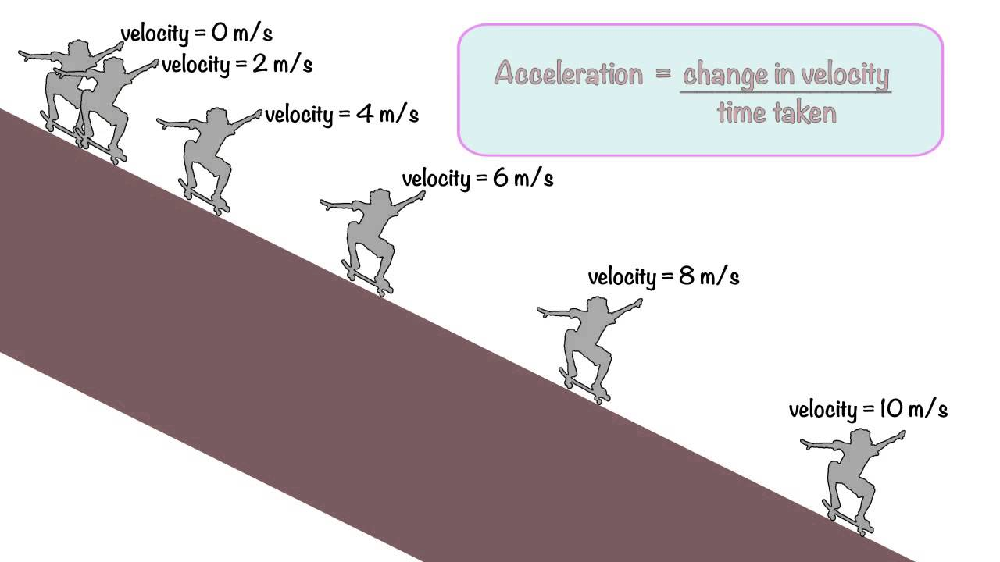 velocity = 0 m/s
velocity = 2 m/s
velocity = 4 m/s
velocity = 6 m/s
velocity = 8 m/s
velocity = 10 m/s
Acceleration = change in velocity
time taken